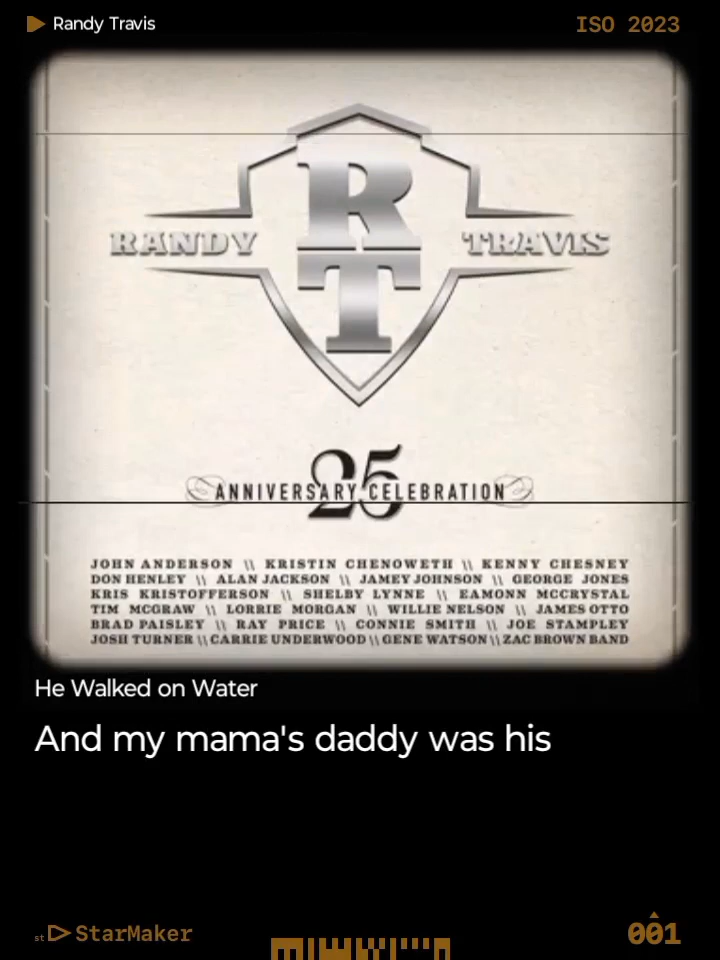 Randy Travis
ISO 2023
R
RANDY TRAVIS
T
25
ANNIVERSARY CELEBRATION
JOHN ANDERSON \\ KRISTIN CHENOWETH \\ KENNY CHESNEY
DON HENLEY \\ ALAN JACKSON \\ JAMEY JOHNSON \\ GEORGE JONES
KRIS KRISTOFFERSON \\ SHELBY LYNNE \\ EAMONN MCCRYSTAL
TIM MCGRAW \\ LORRIE MORGAN \\ WILLIE NELSON \\ JAMES OTTO
BRAD PAISLEY \\ RAY PRICE \\ CONNIE SMITH \\ JOE STAMPLEY
JOSH TURNER \\ CARRIE UNDERWOOD \\ GENE WATSON \\ ZAC BROWN BAND
He Walked on Water
And my mama's daddy was his
st StarMaker
001